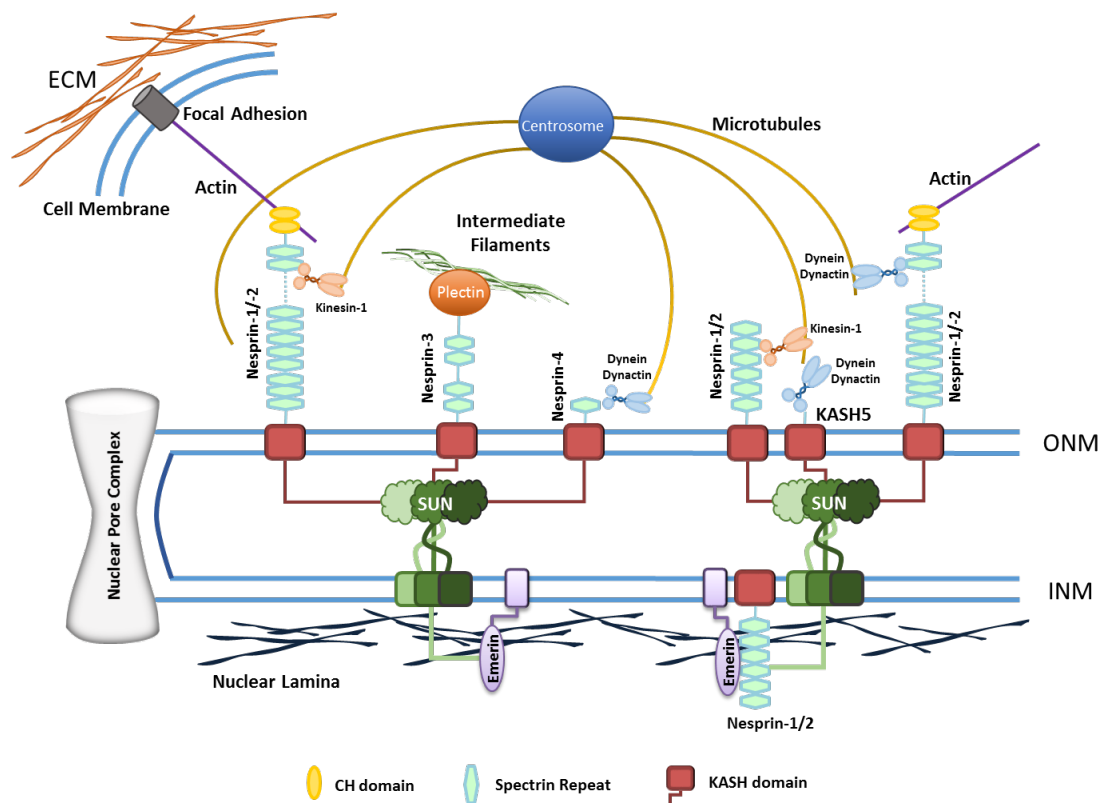 ECM
Focal Adhesion
Cell Membrane
Actin
Centrosome
Microtubules
Actin
Intermediate
Filaments
Plectin
Kinesin-1
Nesprin-1/-2
Nesprin-3
Nesprin-4
Dynein
Dynactin
Nesprin-1/2
Kinesin-1
Dynein
Dynactin
KASH5
Dynein
Dynactin
Nesprin-1/-2
ONM
Nuclear Pore Complex
SUN
SUN
INM
Emerin
Emerin
Nuclear Lamina
Nesprin-1/2
CH domain
Spectrin Repeat
KASH domain